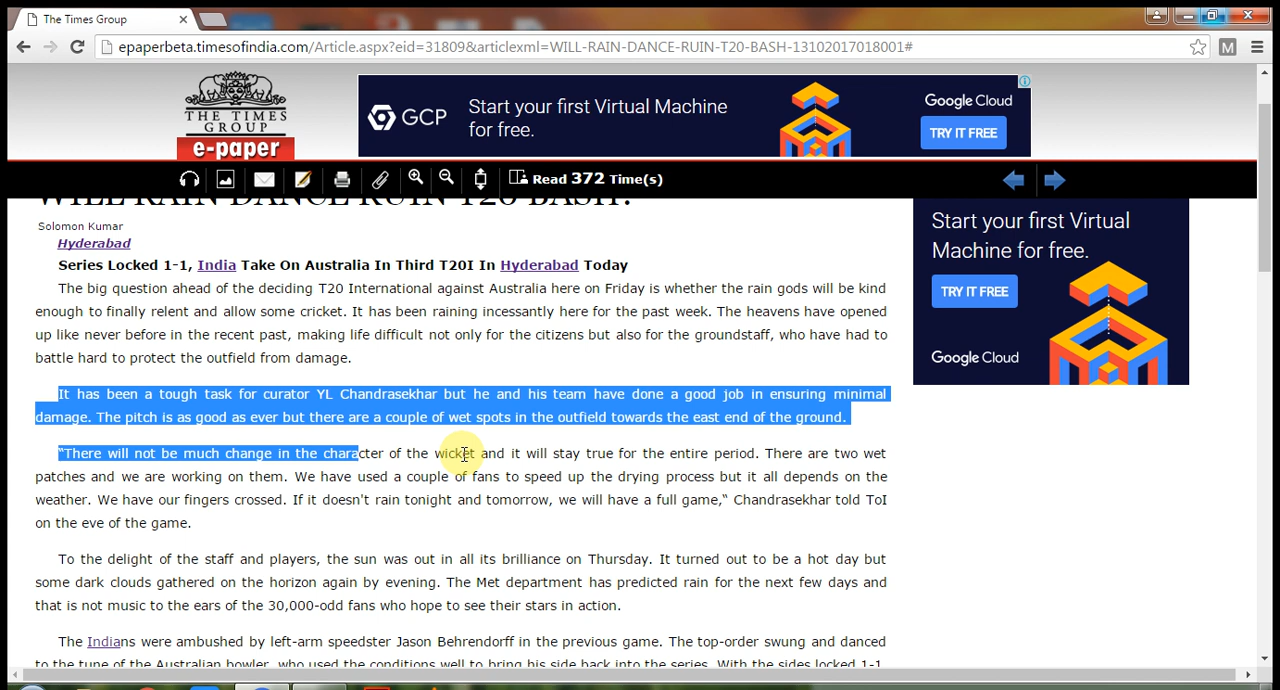 The Times Group
epaperbeta.timesofindia.com/Article.aspx?eid=31809&articlexml=WILL-RAIN-DANCE-RUIN-T20-BASH-13102017018001#
M
THE TIMES
GROUP
e-paper
GCP
Start your first Virtual Machine
for free.
Google Cloud
TRY IT FREE
Read 372 Time(s)
WILL RAIN DANCE RUIN T20 BASH?
Solomon Kumar
Hyderabad
Series Locked 1-1, India Take On Australia In Third T20I In Hyderabad Today
The big question ahead of the deciding T20 International against Australia here on Friday is whether the rain gods will be kind
enough to finally relent and allow some cricket. It has been raining incessantly here for the past week. The heavens have opened
up like never before in the recent past, making life difficult not only for the citizens but also for the groundstaff, who have had to
battle hard to protect the outfield from damage.
It has been a tough task for curator YL Chandrasekhar but he and his team have done a good job in ensuring minimal
damage. The pitch is as good as ever but there are a couple of wet spots in the outfield towards the east end of the ground.
“There will not be much change in the character of the wicket and it will stay true for the entire period. There are two wet
patches and we are working on them. We have used a couple of fans to speed up the drying process but it all depends on the
weather. We have our fingers crossed. If it doesn't rain tonight and tomorrow, we will have a full game,“ Chandrasekhar told ToI
on the eve of the game.
To the delight of the staff and players, the sun was out in all its brilliance on Thursday. It turned out to be a hot day but
some dark clouds gathered on the horizon again by evening. The Met department has predicted rain for the next few days and
that is not music to the ears of the 30,000-odd fans who hope to see their stars in action.
The Indians were ambushed by left-arm speedster Jason Behrendorff in the previous game. The top-order swung and danced
to the tune of the Australian bowler, who used the conditions well to bring his side back into the series. With the sides locked 1-1,
Start your first Virtual
Machine for free.
TRY IT FREE
Google Cloud